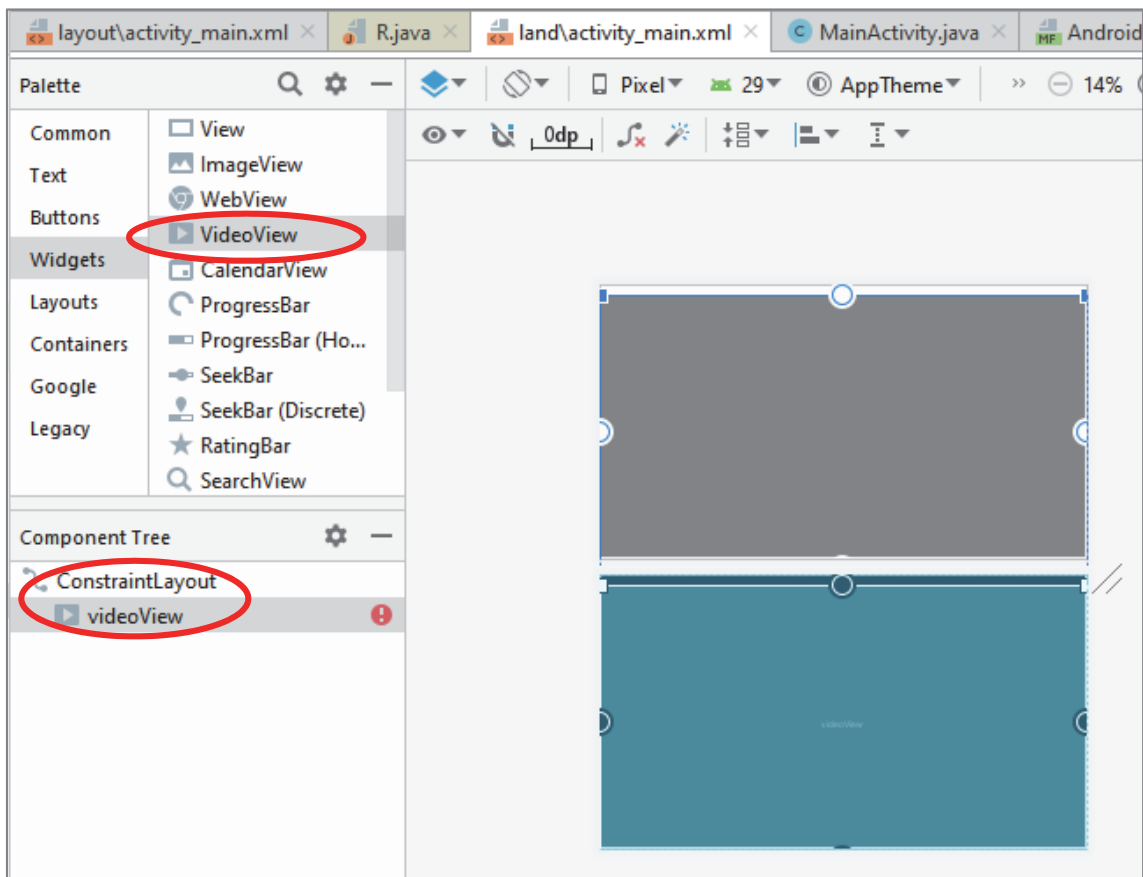 layout\activity_main.xml
R.java
land\activity_main.xml
MainActivity.java
MF Android
Palette
Pixel
29
AppTheme
14%
Common
Text
Buttons
Widgets
Layouts
Containers
Google
Legacy
View
ImageView
WebView
VideoView
CalendarView
ProgressBar
ProgressBar (Ho...
SeekBar
SeekBar (Discrete)
RatingBar
SearchView
0dp
Component Tree
ConstraintLayout
videoView
videoView